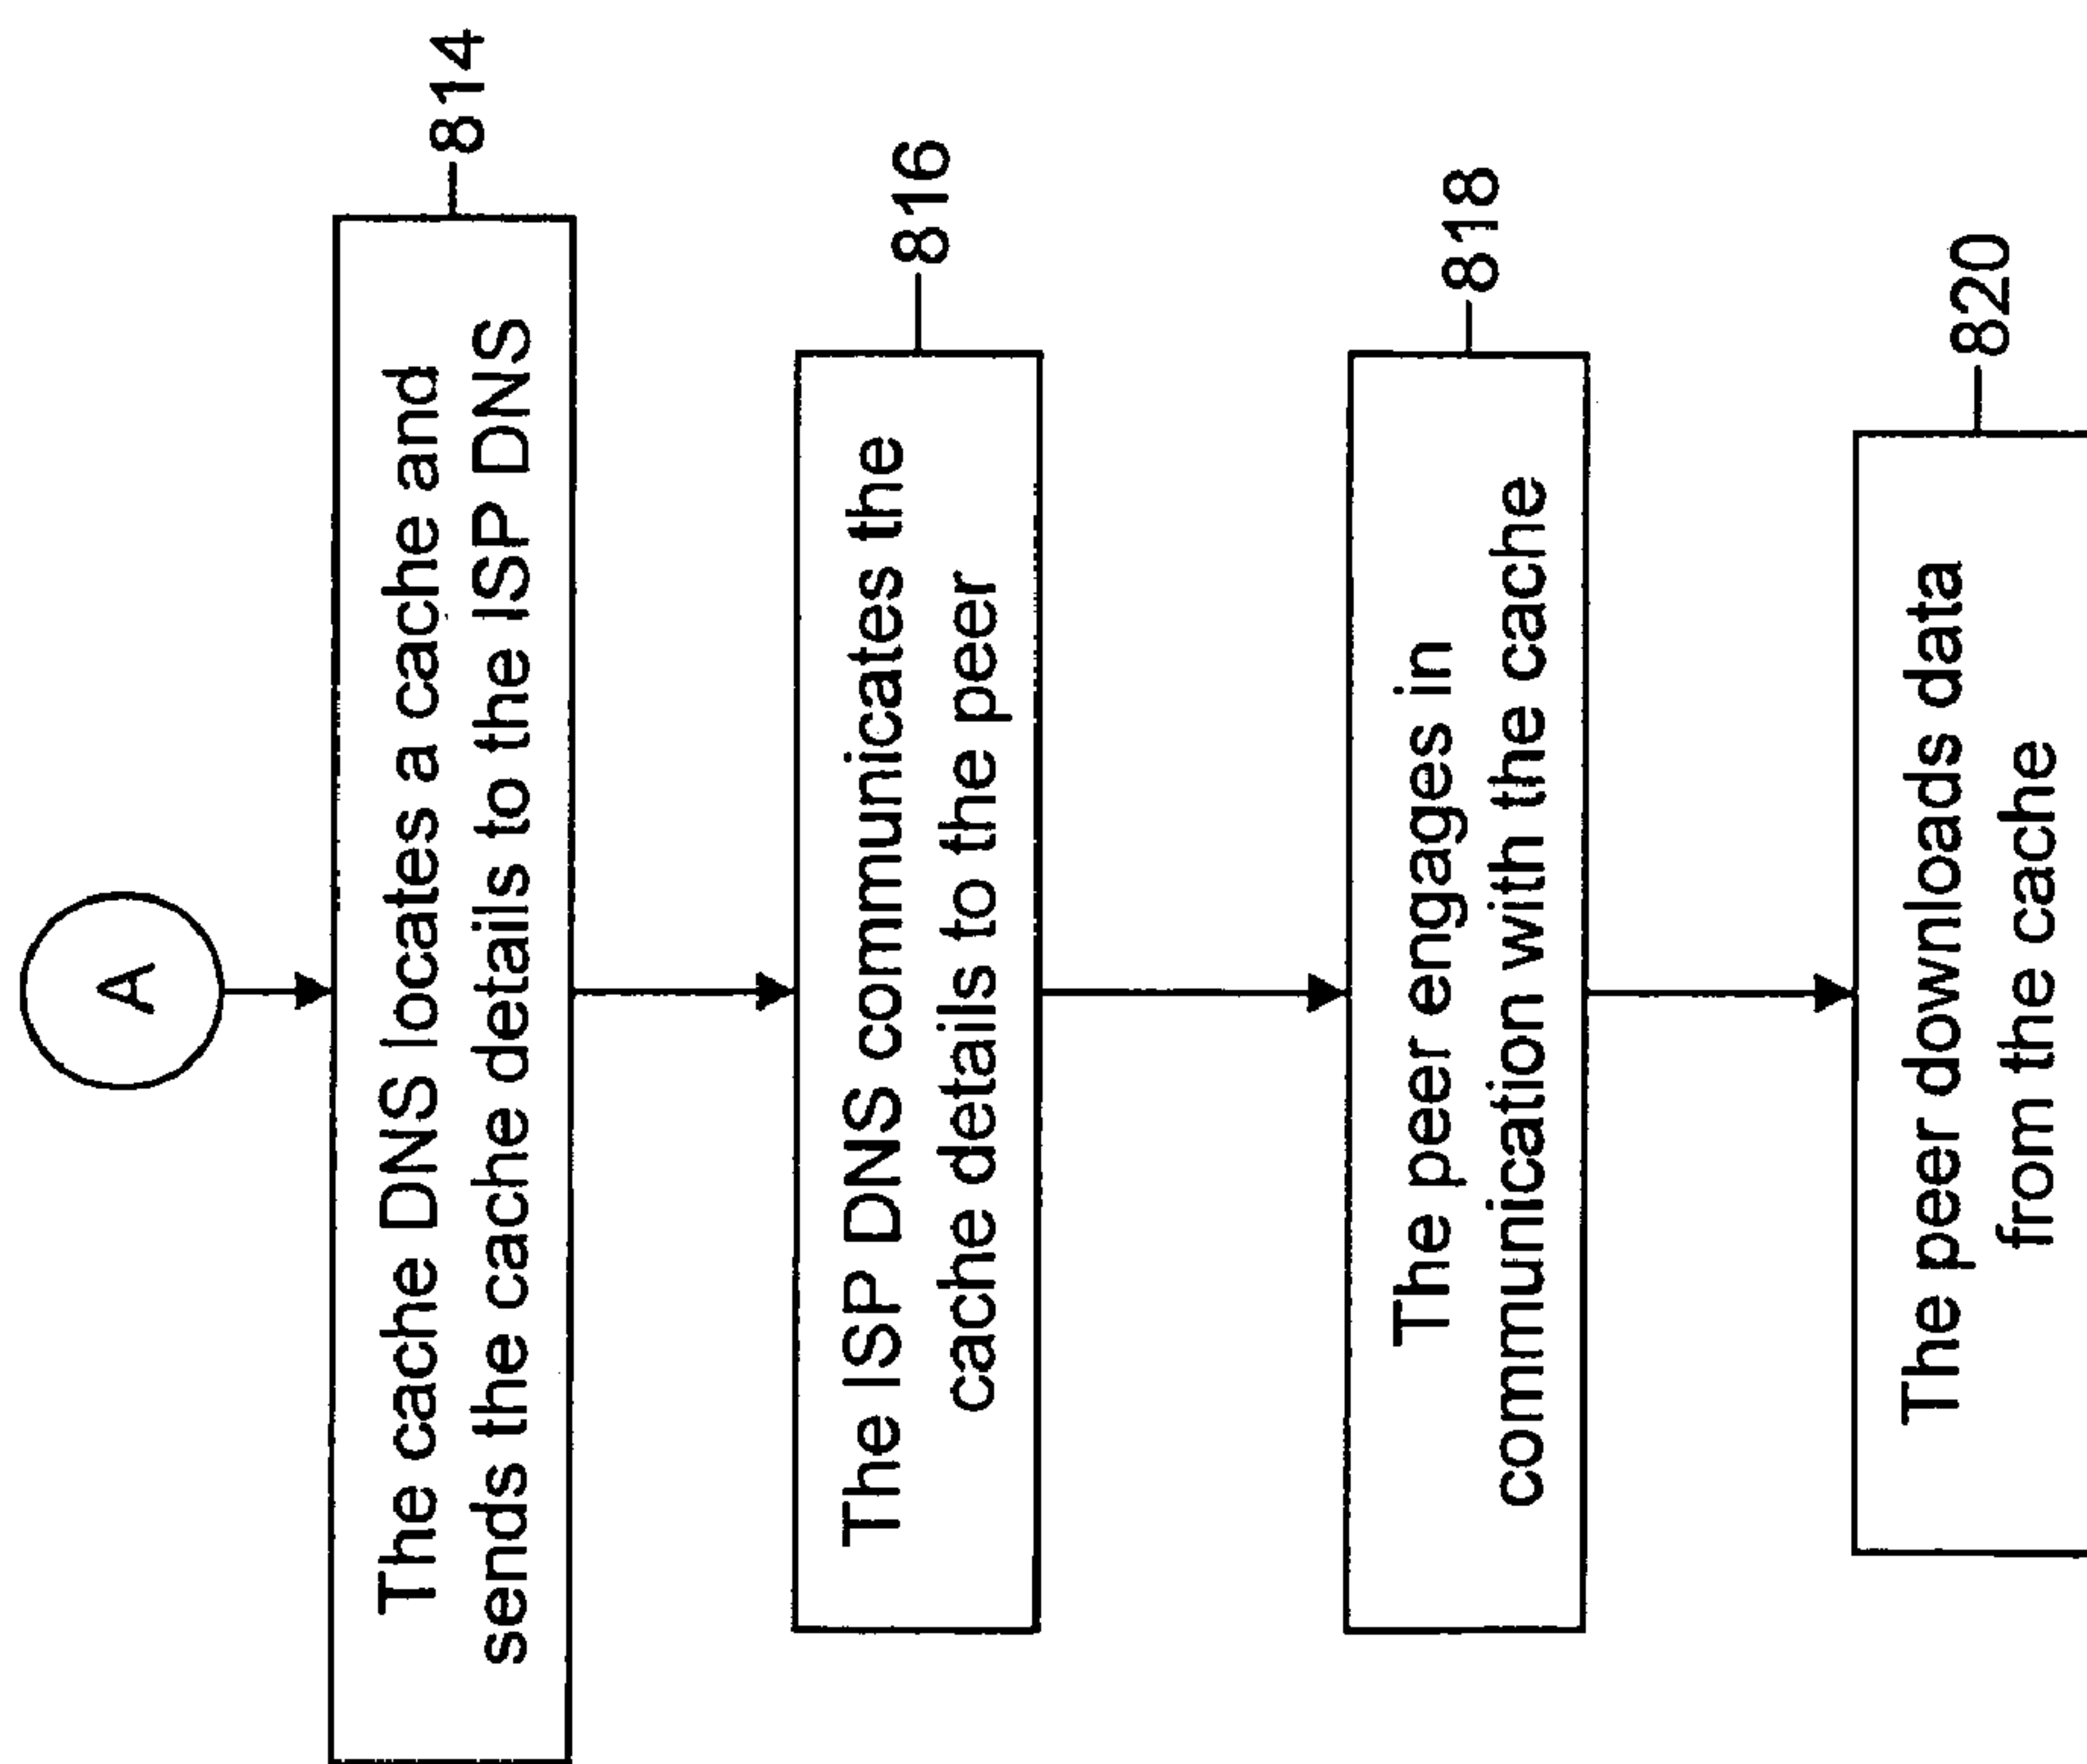 A
The cache DNS locates a cache and
sends the cache details to the ISP DNS
814
The ISP DNS communicates the
cache details to the peer
816
The peer engages in
communication with the cache
818
The peer downloads data
from the cache
820